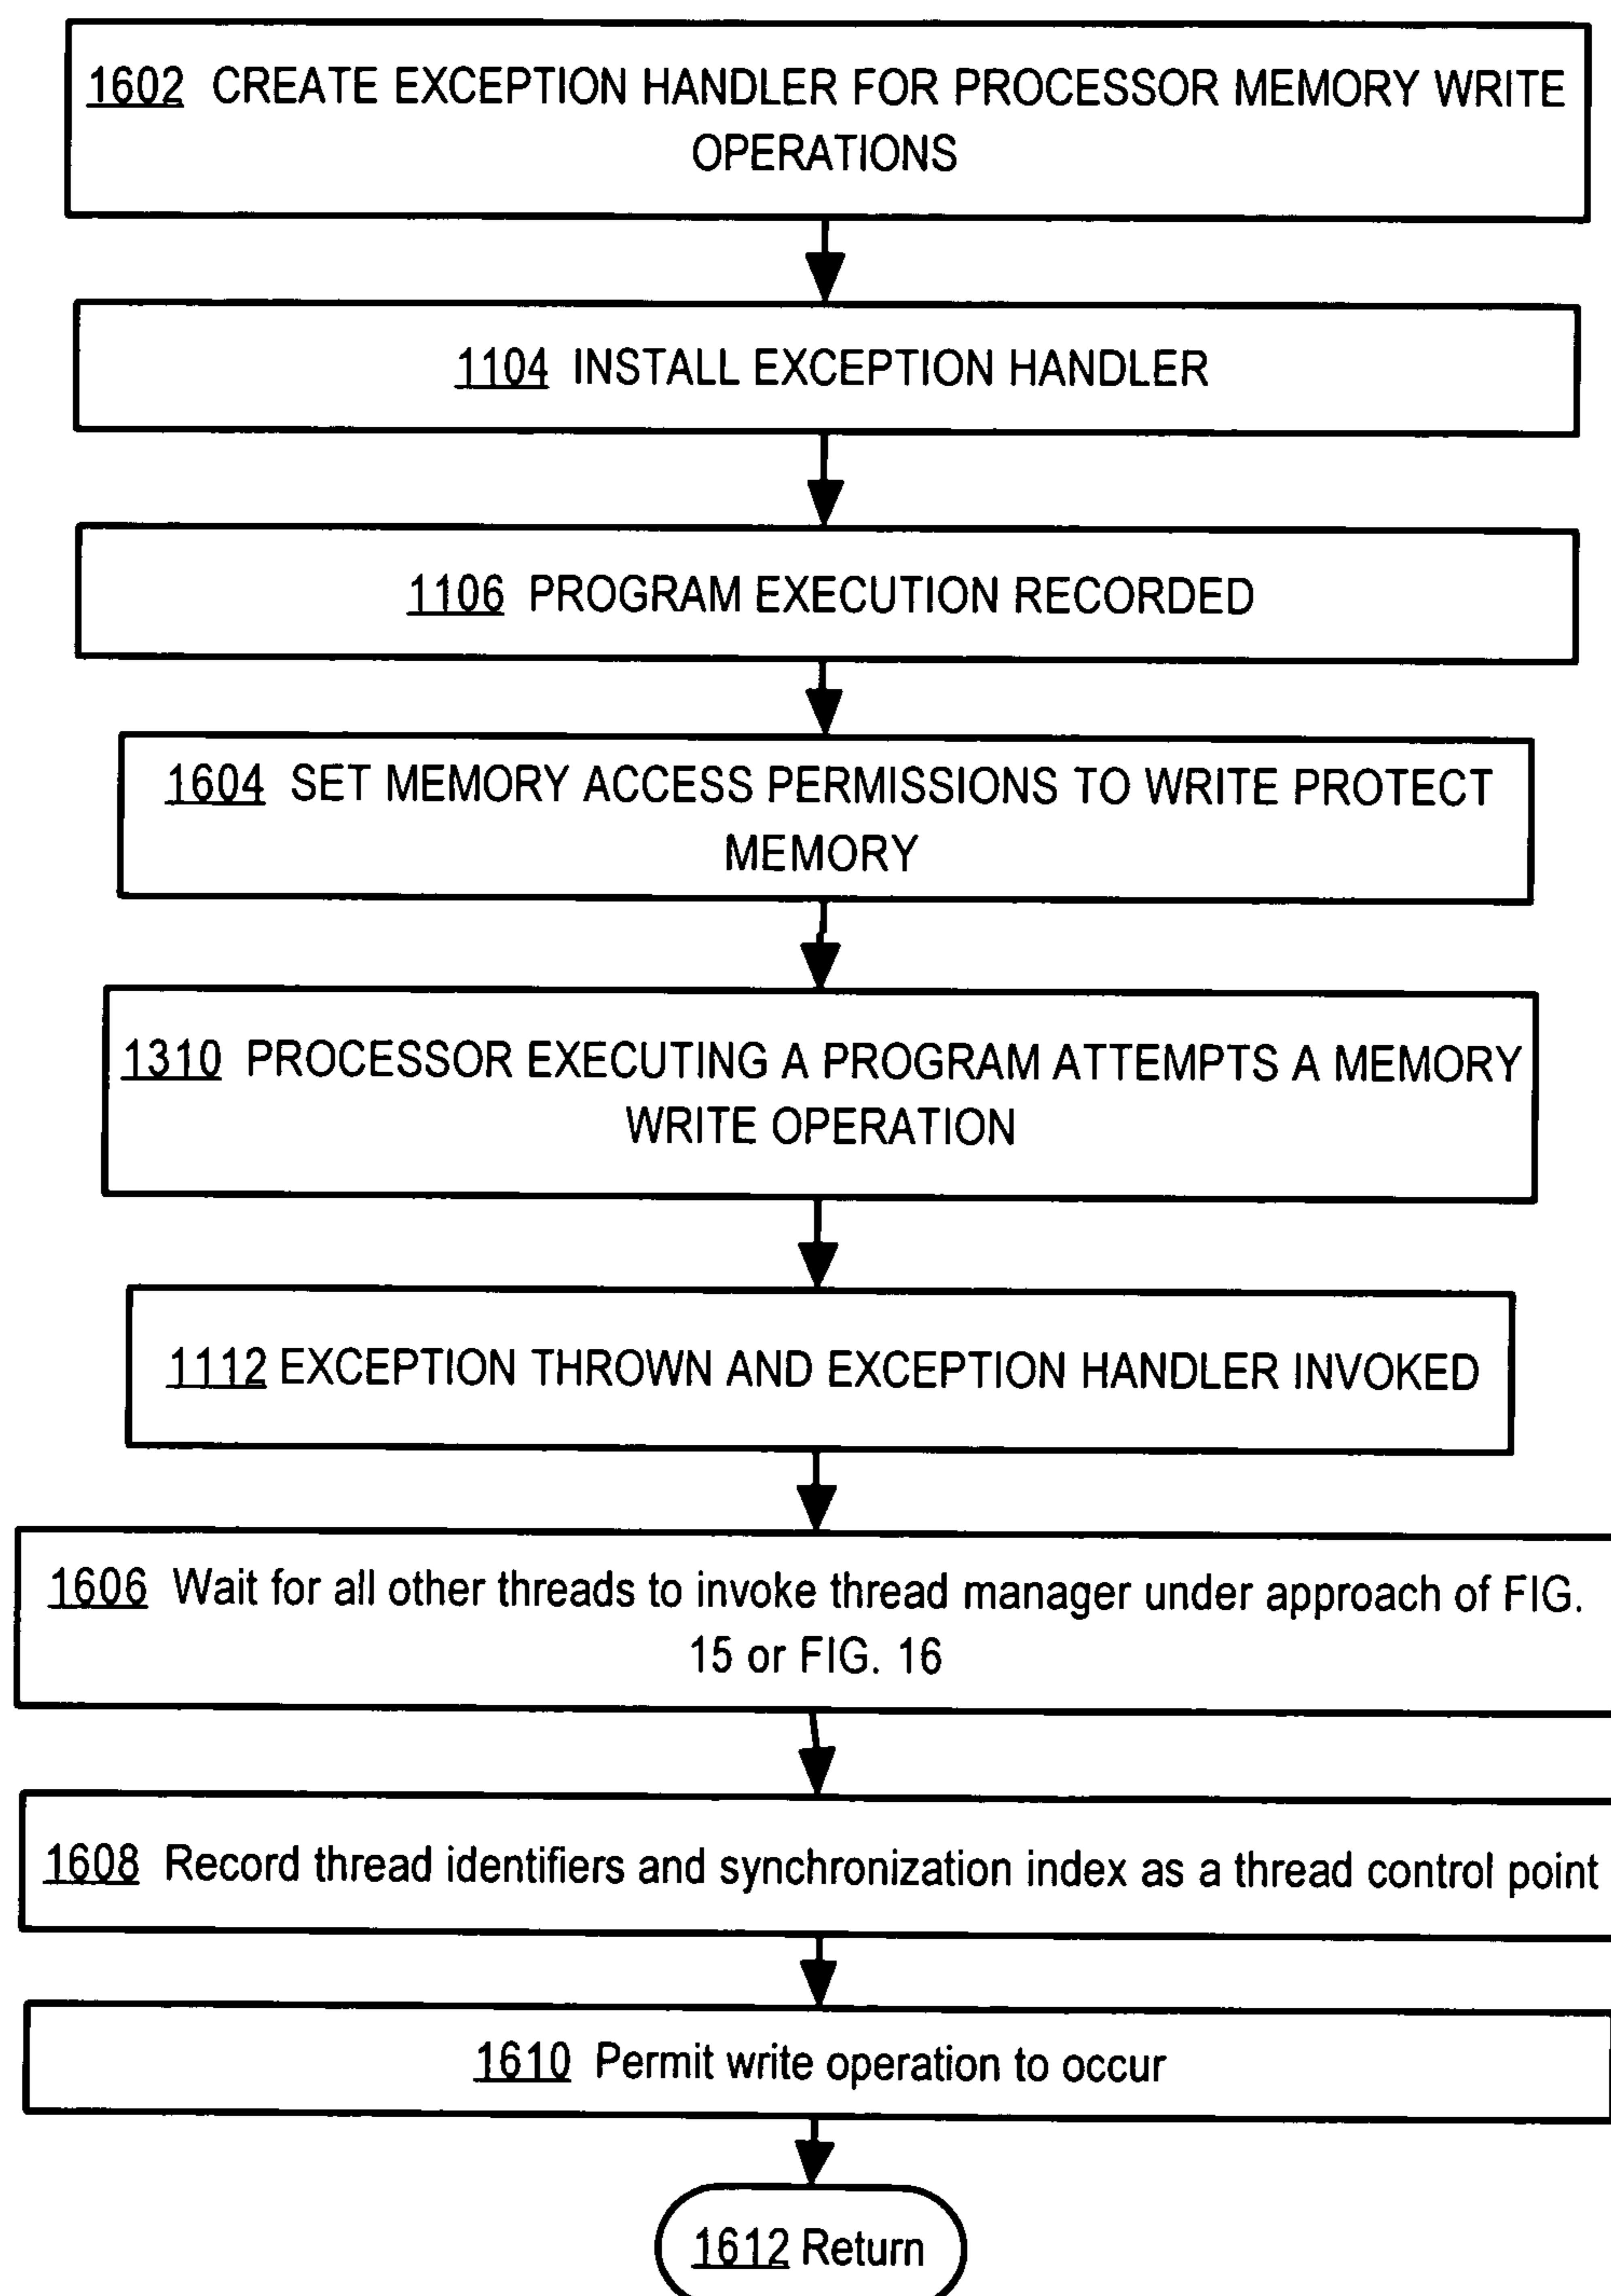 1602 CREATE EXCEPTION HANDLER FOR PROCESSOR MEMORY WRITE
OPERATIONS
1104 INSTALL EXCEPTION HANDLER
1106 PROGRAM EXECUTION RECORDED
1604 SET MEMORY ACCESS PERMISSIONS TO WRITE PROTECT
MEMORY
1310 PROCESSOR EXECUTING A PROGRAM ATTEMPTS A MEMORY
WRITE OPERATION
1112 EXCEPTION THROWN AND EXCEPTION HANDLER INVOKED
1606 Wait for all other threads to invoke thread manager under approach of FIG.
15 or FIG. 16
1608 Record thread identifiers and synchronization index as a thread control point
1610 Permit write operation to occur
1612 Return